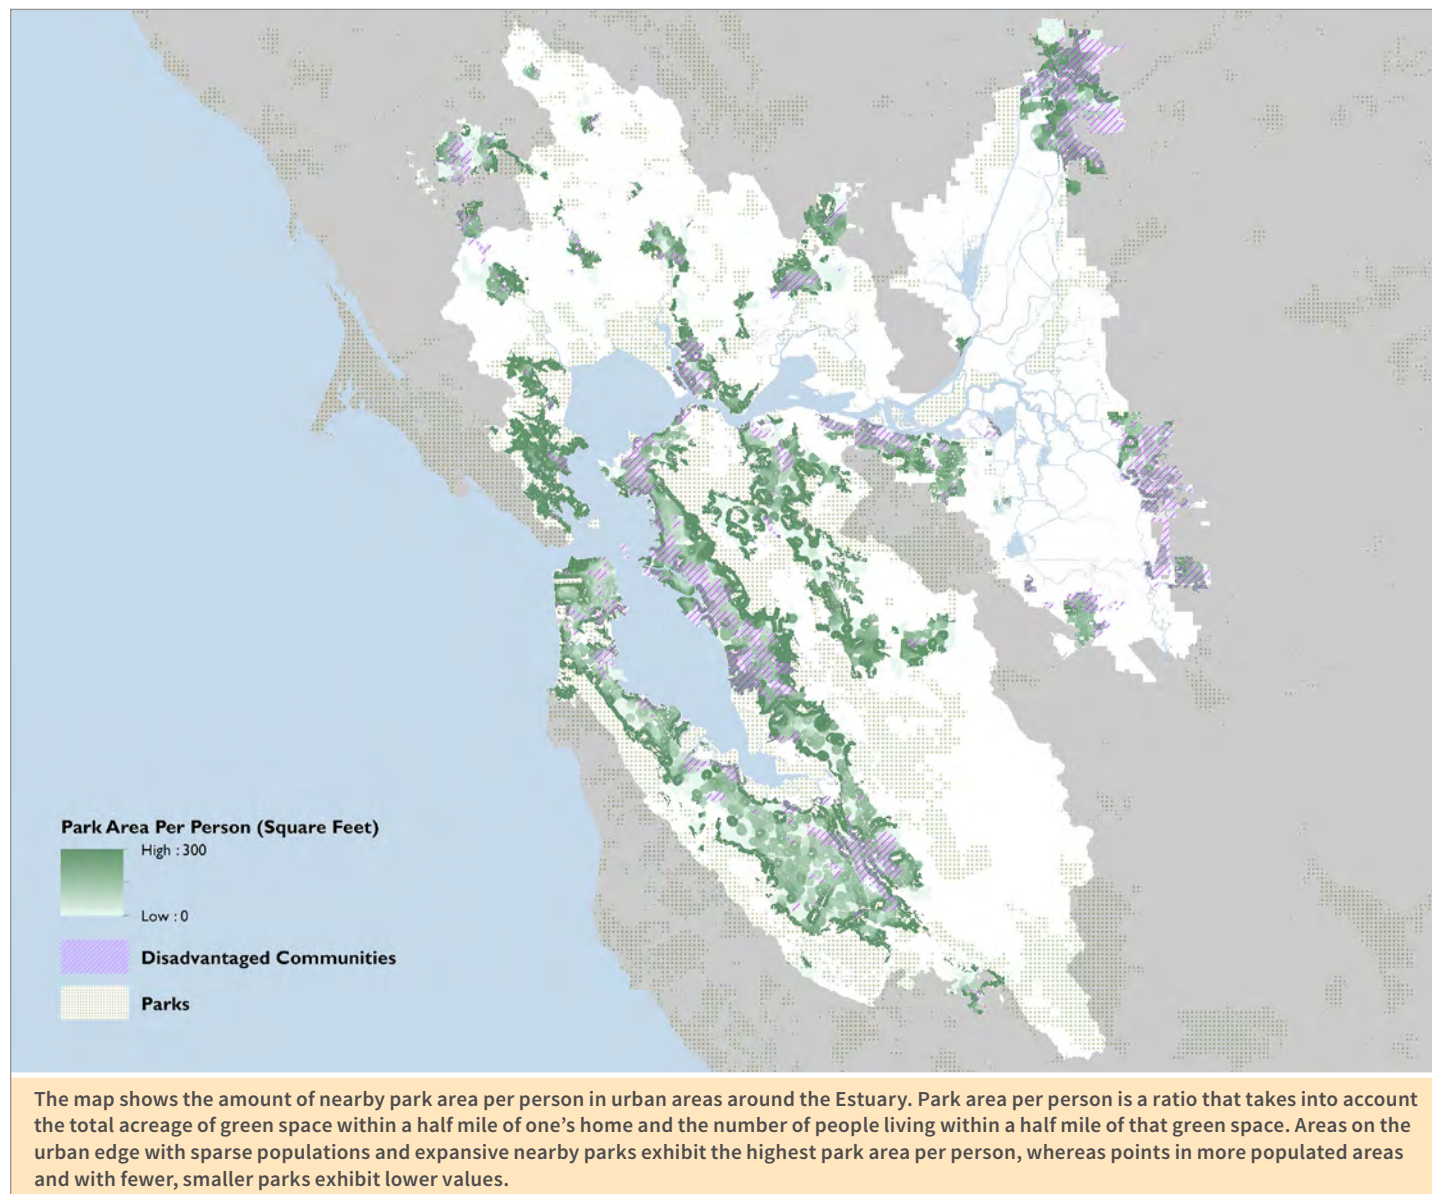 Park Area Per Person (Square Feet)
High : 300
Low : 0
Disadvantaged Communities
Parks
The map shows the amount of nearby park area per person in urban areas around the Estuary. Park area per person is a ratio that takes into account
the total acreage of green space within a half mile of one’s home and the number of people living within a half mile of that green space. Areas on the
urban edge with sparse populations and expansive nearby parks exhibit the highest park area per person, whereas points in more populated areas
and with fewer, smaller parks exhibit lower values.